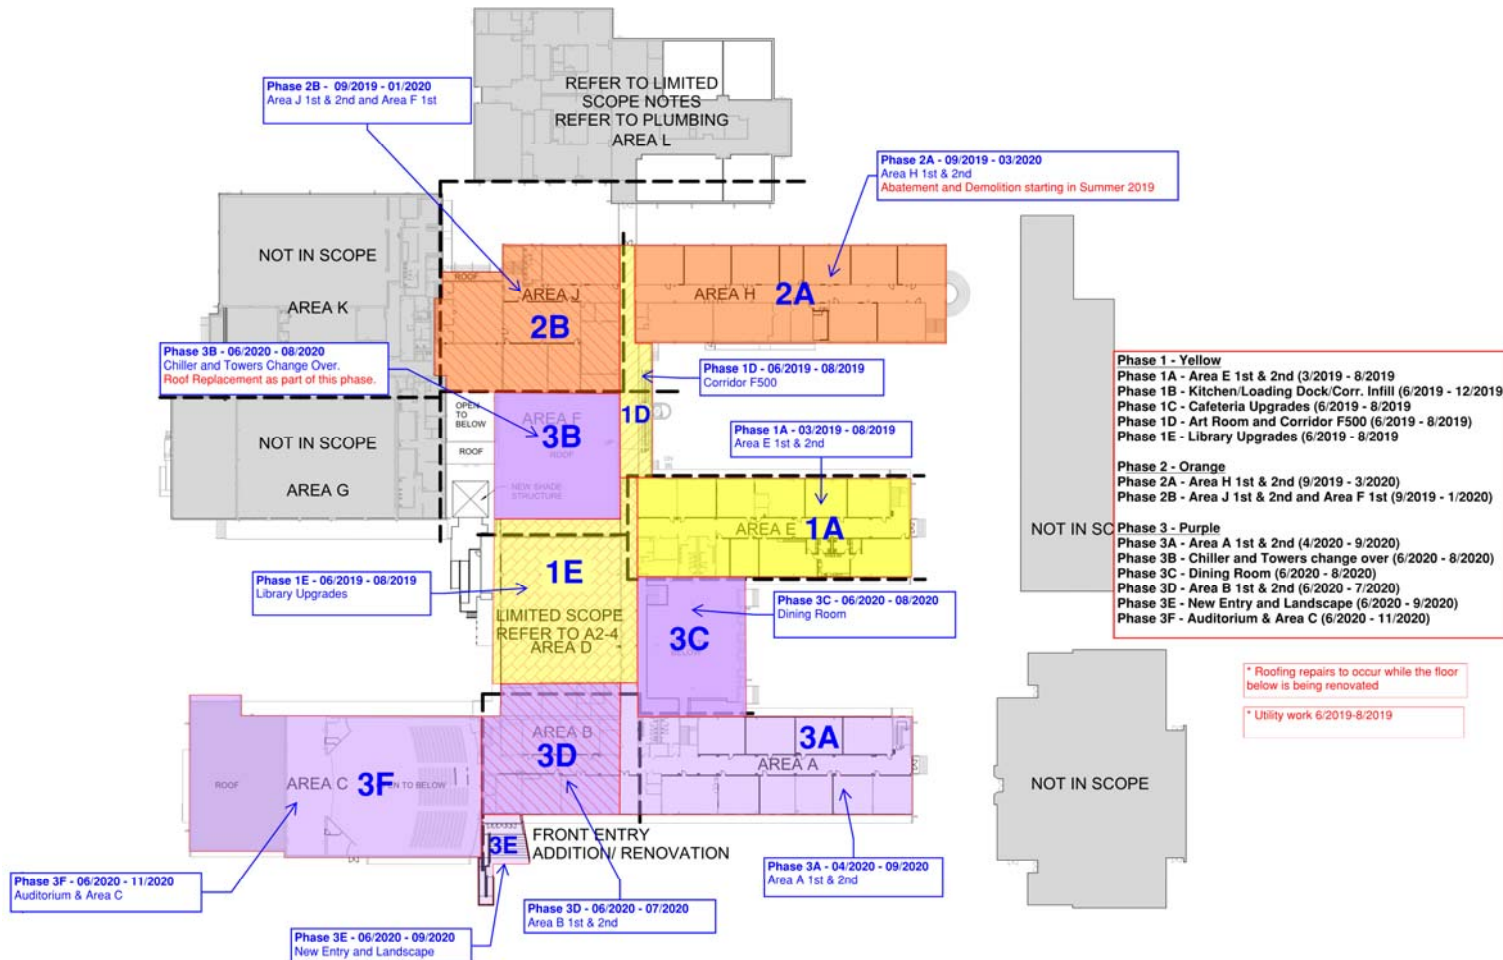 Phase 2B - 09/2019 - 01/2020
Area J 1st & 2nd and Area F 1st
REFER TO LIMITED
SCOPE NOTES
REFER TO PLUMBING
AREA L
Phase 2A - 09/2019 - 03/2020
Area H 1st & 2nd
Abatement and Demolition starting in Summer 2019
NOT IN SCOPE
AREA K
ROOF
AREA J
2B
AREA H
2A
Phase 3B - 06/2020 - 08/2020
Chiller and Towers Change Over.
Roof Replacement as part of this phase.
Phase 1D - 06/2019 - 08/2019
Corridor F500
OPEN
TO
BELOW
ROOF
AREA F
3B
ROOF
1D
NOT IN SCOPE
AREA G
NEW SHADE
STRUCTURE
Phase 1A - 03/2019 - 08/2019
Area E 1st & 2nd
AREA E
1A
Phase 1E - 06/2019 - 08/2019
Library Upgrades
1E
LIMITED SCOPE
REFER TO A2-4
AREA D
Phase 3C - 06/2020 - 08/2020
Dining Room
3C
BELOW
NOT IN SC
Phase 1 - Yellow
Phase 1A - Area E 1st & 2nd (3/2019 - 8/2019
Phase 1B - Kitchen/Loading Dock/Corr. Infill (6/2019 - 12/2019
Phase 1C - Cafeteria Upgrades (6/2019 - 8/2019
Phase 1D - Art Room and Corridor F500 (6/2019 - 8/2019)
Phase 1E - Library Upgrades (6/2019 - 8/2019
Phase 2 - Orange
Phase 2A - Area H 1st & 2nd (9/2019 - 3/2020)
Phase 2B - Area J 1st & 2nd and Area F 1st (9/2019 - 1/2020)
Phase 3 - Purple
Phase 3A - Area A 1st & 2nd (4/2020 - 9/2020)
Phase 3B - Chiller and Towers change over (6/2020 - 8/2020)
Phase 3C - Dining Room (6/2020 - 8/2020)
Phase 3D - Area B 1st & 2nd (6/2020 - 7/2020)
Phase 3E - New Entry and Landscape (6/2020 - 9/2020)
Phase 3F - Auditorium & Area C (6/2020 - 11/2020)
* Roofing repairs to occur while the floor
below is being renovated
* Utility work 6/2019-8/2019
ROOF
AREA C
3F
EN TO BELOW
AREA B
3D
3A
AREA A
NOT IN SCOPE
3E
FRONT ENTRY
ADDITION/ RENOVATION
Phase 3F - 06/2020 - 11/2020
Auditorium & Area C
Phase 3A - 04/2020 - 09/2020
Area A 1st & 2nd
Phase 3D - 06/2020 - 07/2020
Area B 1st & 2nd
Phase 3E - 06/2020 - 09/2020
New Entry and Landscape